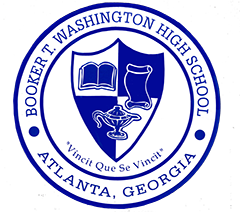 BOOKER T. WASHINGTON HIGH SCHOOL
"Vincit Que Se Vincit"
ATLANTA, GEORGIA